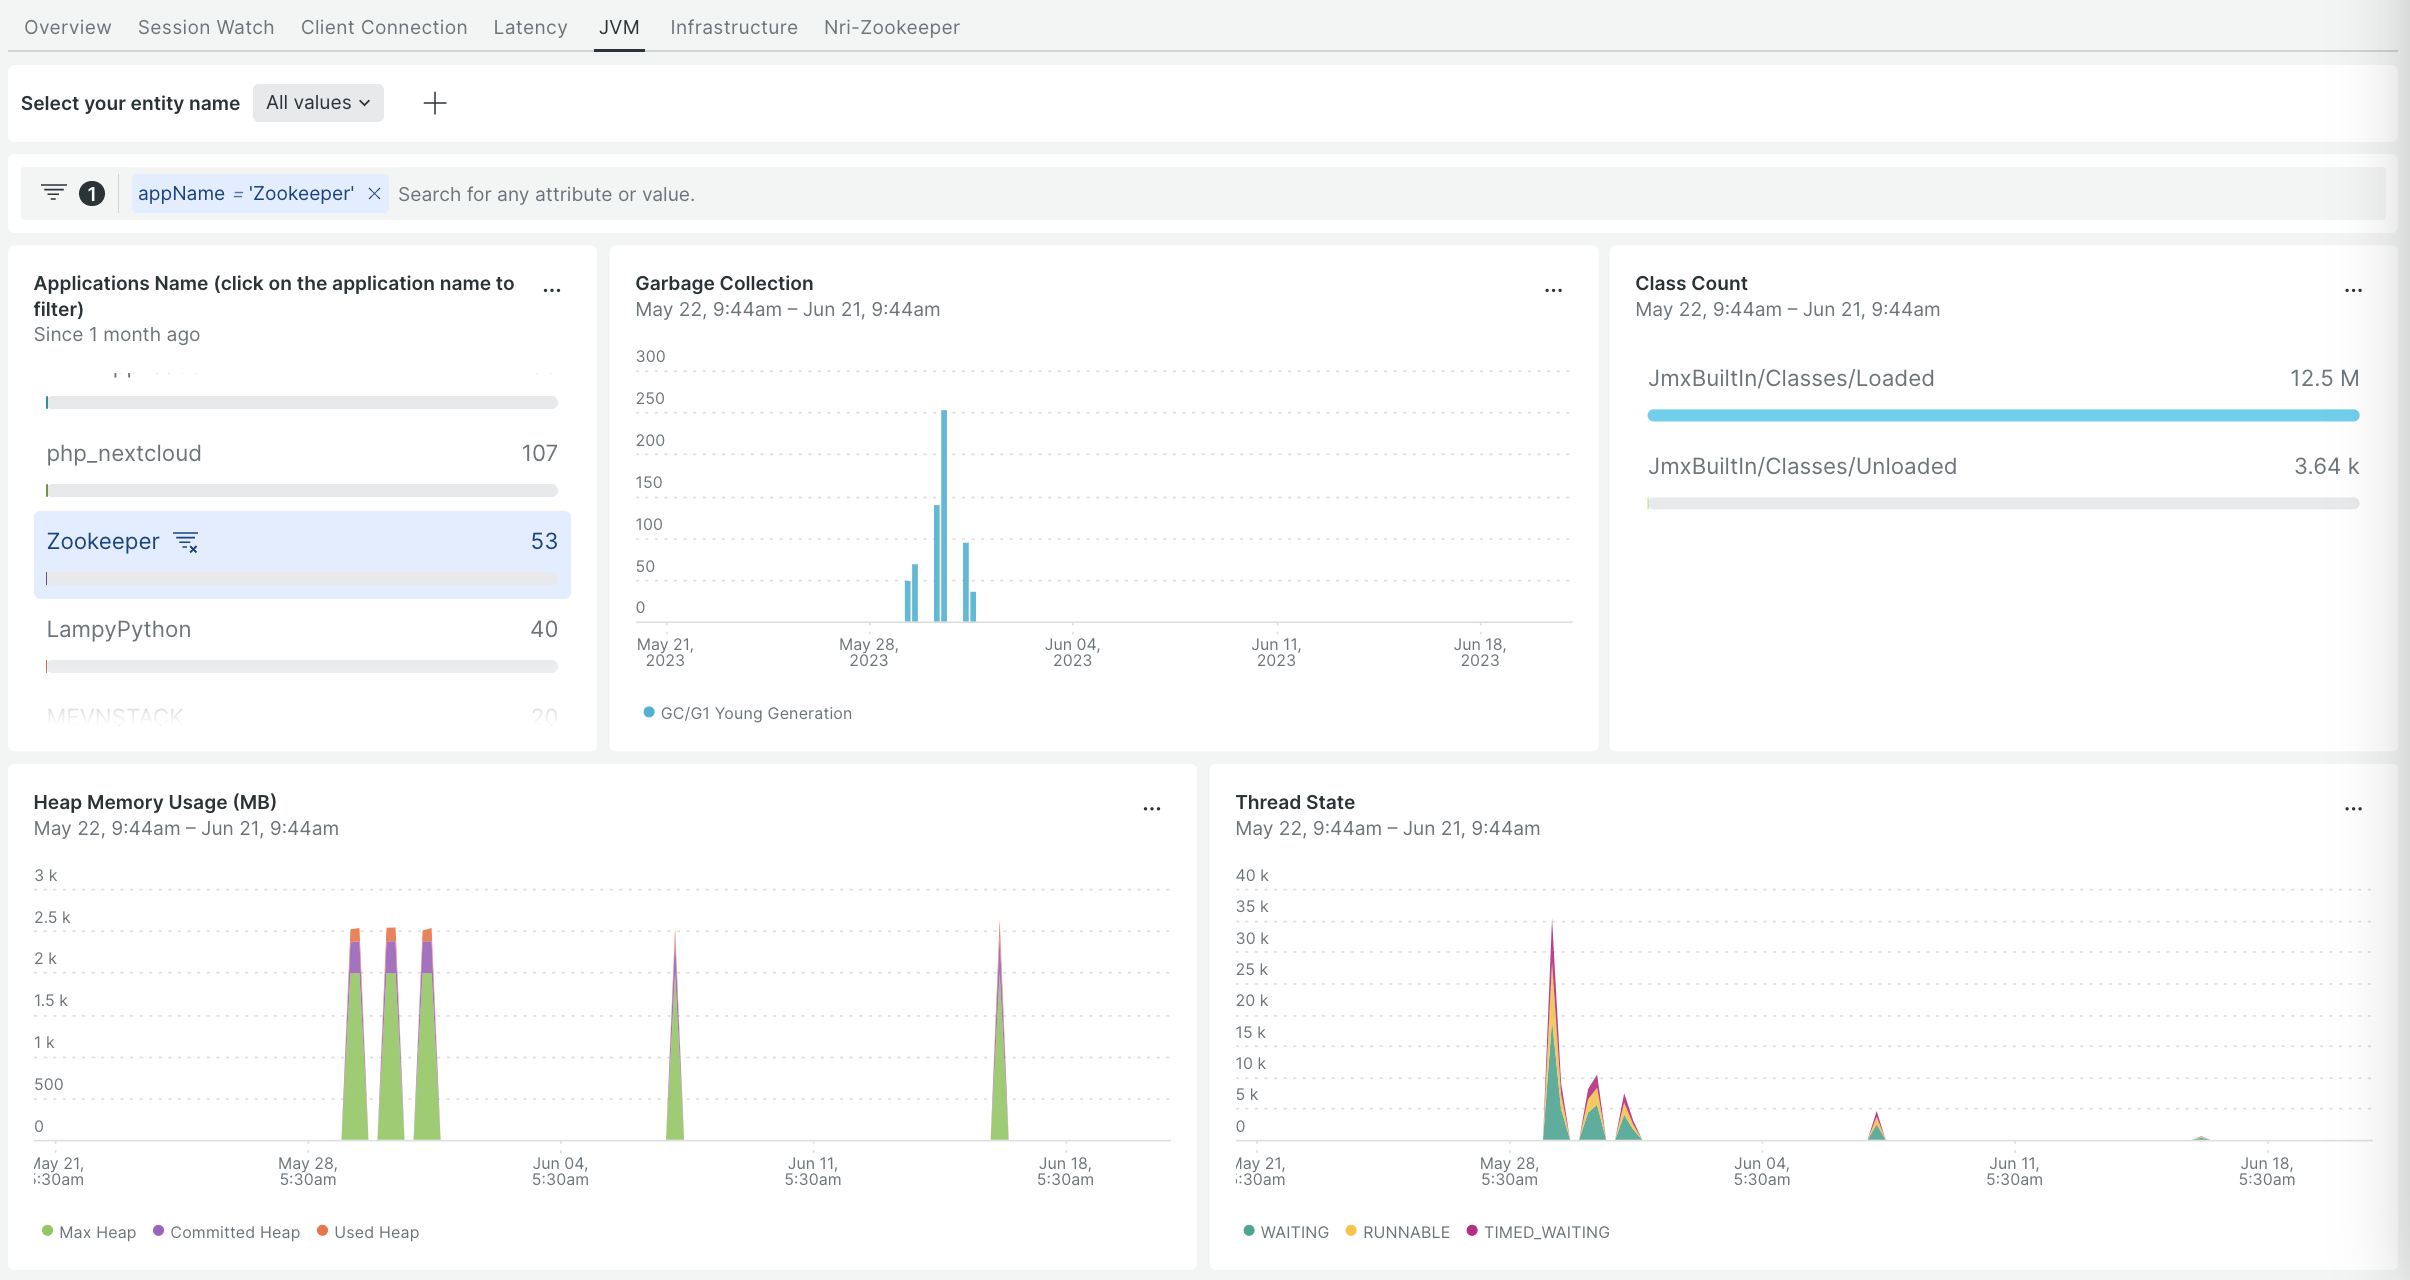 Overview Session Watch Client Connection Latency JVM Infrastructure Nri-Zookeeper
Select your entity name All values
1 appName = 'Zookeeper' Search for any attribute or value.
Applications Name (click on the application name to
filter)
Since 1 month ago
php_nextcloud 107
Zookeeper 53
LampyPython 40
MEVNSTACK 20
Garbage Collection
May 22, 9:44am – Jun 21, 9:44am
300
250
200
150
100
50
0
May 21, May 28, Jun 04, Jun 11, Jun 18,
2023 2023 2023 2023 2023
GC/G1 Young Generation
Class Count
May 22, 9:44am – Jun 21, 9:44am
JmxBuiltIn/Classes/Loaded 12.5 M
JmxBuiltIn/Classes/Unloaded 3.64 k
Heap Memory Usage (MB)
May 22, 9:44am – Jun 21, 9:44am
3 k
2.5 k
2 k
1.5 k
1 k
500
0
May 21, May 28, Jun 04, Jun 11, Jun 18,
5:30am 5:30am 5:30am 5:30am 5:30am
Max Heap Committed Heap Used Heap
Thread State
May 22, 9:44am – Jun 21, 9:44am
40 k
35 k
30 k
25 k
20 k
15 k
10 k
5 k
0
May 21, May 28, Jun 04, Jun 11, Jun 18,
5:30am 5:30am 5:30am 5:30am 5:30am
WAITING RUNNABLE TIMED_WAITING